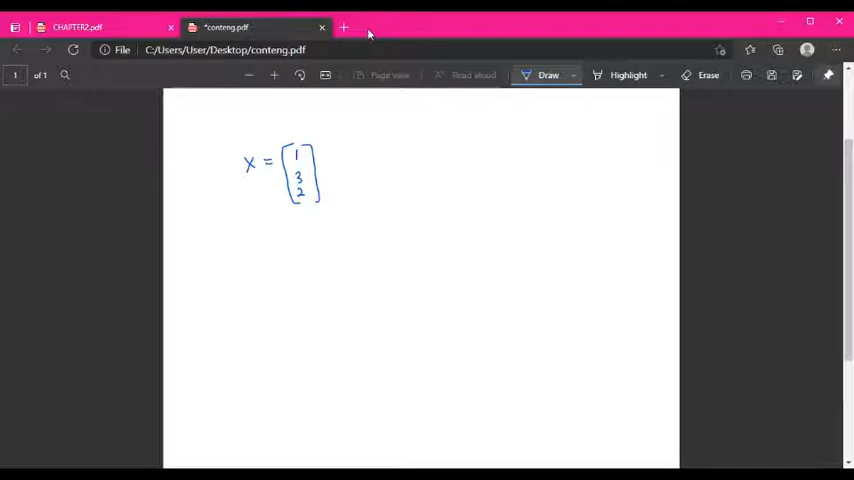 CHAPTER2.pdf
*conteng.pdf
File
C:/Users/User/Desktop/conteng.pdf
1 of 1
Page view
Read aloud
Draw
Highlight
Erase
x = [1
3
2]